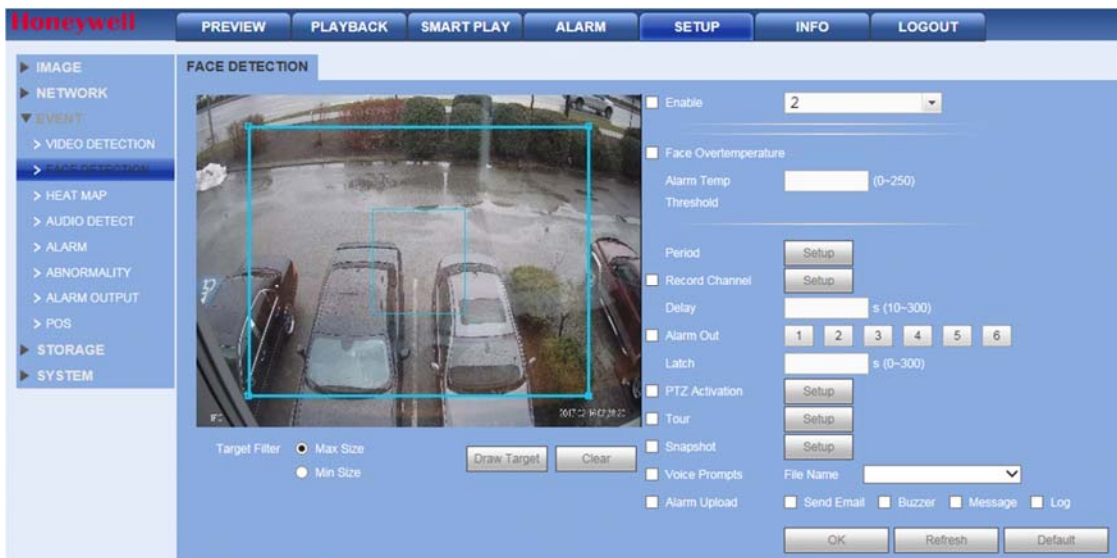 Honeywell
PREVIEW PLAYBACK SMART PLAY ALARM SETUP INFO LOGOUT
IMAGE
NETWORK
EVENT
> VIDEO DETECTION
> FACE DETECTION
> HEAT MAP
> AUDIO DETECT
> ALARM
> ABNORMALITY
> ALARM OUTPUT
> POS
STORAGE
SYSTEM
FACE DETECTION
IPC
Target Filter Max Size
Min Size
Draw Target Clear
Enable 2
Face Overtemperature
Alarm Temp (0~250)
Threshold
Period Setup
Record Channel Setup
Delay s (10~300)
Alarm Out 1 2 3 4 5 6
Latch s (0~300)
PTZ Activation Setup
Tour Setup
Snapshot Setup
Voice Prompts File Name
Alarm Upload Send Email Buzzer Message Log
OK Refresh Default